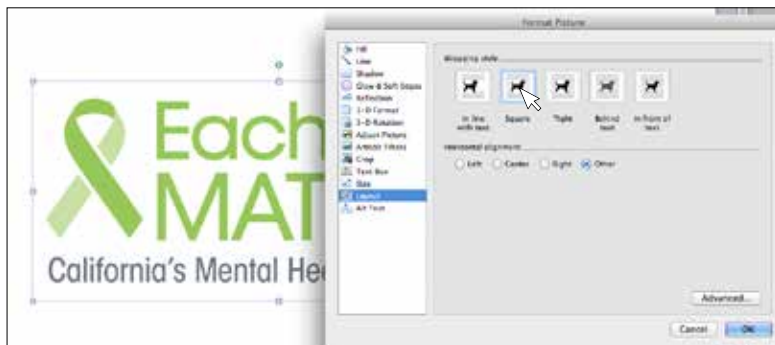 Format Picture
Fill
Line
Shadow
Glow & Soft Edges
Reflection
3-D Format
3-D Rotation
Adjust Picture
Artistic Filters
Crop
Text Box
Size
Layout
Alt Text
Wrapping style
In line with text
Square
Tight
Behind text
In front of text
Horizontal alignment
Left Center Right Other
Advanced...
Cancel OK
Each
MAT
California's Mental Hea